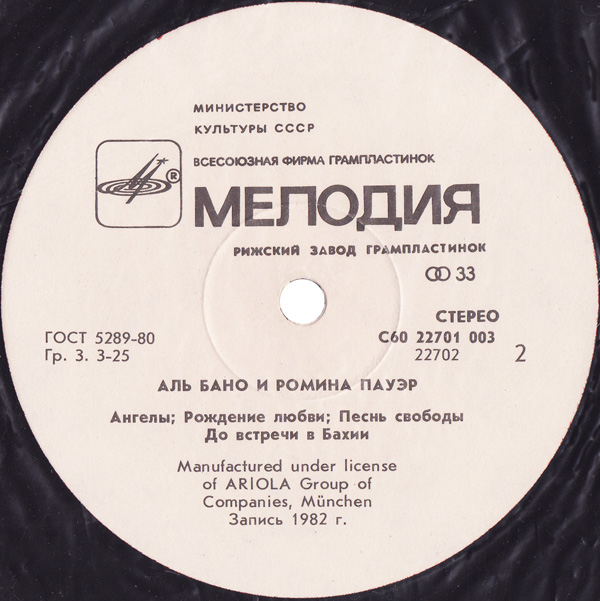 МИНИСТЕРСТВО
КУЛЬТУРЫ СССР
ВСЕСОЮЗНАЯ ФИРМА ГРАМПЛАСТИНОК
®
МЕЛОДИЯ
РИЖСКИЙ ЗАВОД ГРАМПЛАСТИНОК
33
СТЕРЕО
ГОСТ 5289-80
С60 22701 003
Гр. 3. 3-25
22702
2
АЛЬ БАНО И РОМИНА ПАУЭР
Ангелы; Рождение любви; Песнь свободы
До встречи в Бахии
Manufactured under license
of ARIOLA Group of
Companies, München
Запись 1982 г.